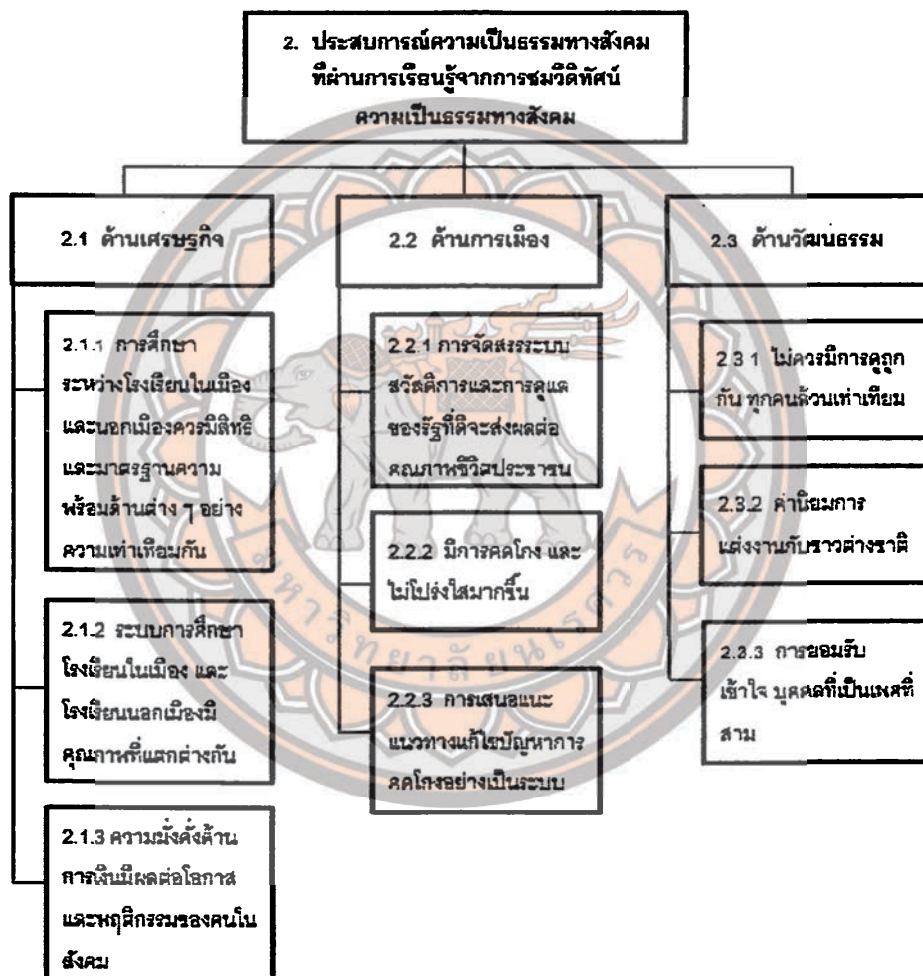 2. ประสบการณ์ความเป็นธรรมทางสังคม
ที่ผ่านการเรียนรู้จากการชมวิดิทัศน์
ความเป็นธรรมทางสังคม
2.1 ด้านเศรษฐกิจ
2.1.1 การศึกษา
ระหว่างโรงเรียนในเมือง
และนอกเมืองควรมีสิทธิ
และมาตรฐานความ
พร้อมด้านต่าง ๆ อย่าง
ความเท่าเทียมกัน
2.1.2 ระบบการศึกษา
โรงเรียนในเมือง และ
โรงเรียนนอกเมืองมี
คุณภาพที่แตกต่างกัน
2.1.3 ความมั่งคั่งด้าน
การเงินมีผลต่อโอกาส
และพฤติกรรมของคนใน
สังคม
2.2 ด้านการเมือง
2.2.1 การจัดสรรระบบ
สวัสดิการและการดูแล
ของรัฐที่ดีจะส่งผลต่อ
คุณภาพชีวิตประชาชน
2.2.2 มีการคดโกง และ
ไม่โปร่งใสมากขึ้น
2.2.3 การเสนอแนะ
แนวทางแก้ไขปัญหาการ
คดโกงอย่างเป็นระบบ
2.3 ด้านวัฒนธรรม
2.3 1 ไม่ควรมีการดูถูก
กัน ทุกคนล้วนเท่าเทียม
2.3.2 ค่านิยมการ
แต่งงานกับชาวต่างชาติ
2.3.3 การยอมรับ
เข้าใจ บุคคลที่เป็นเพศที่
สาม
มหาวิทยาลัยนเรศวร